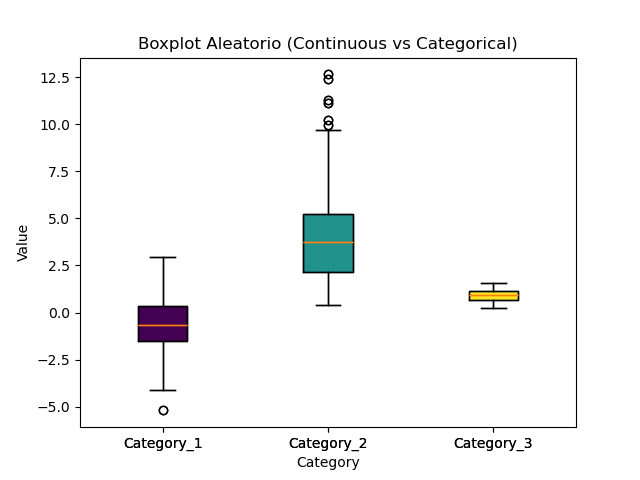 Boxplot Aleatorio (Continuous vs Categorical)
12.5
10.0
7.5
5.0
2.5
0.0
−2.5
−5.0
Value
Category_1 Category_2 Category_3
Category